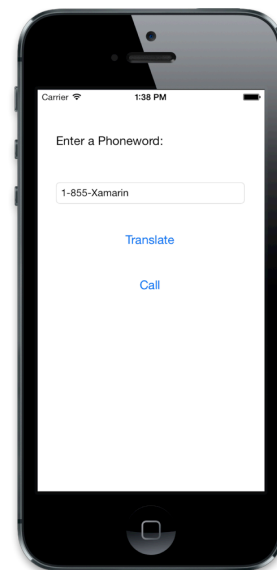 Carrier 1:38 PM
Enter a Phoneword:
1-855-Xamarin
Translate
Call